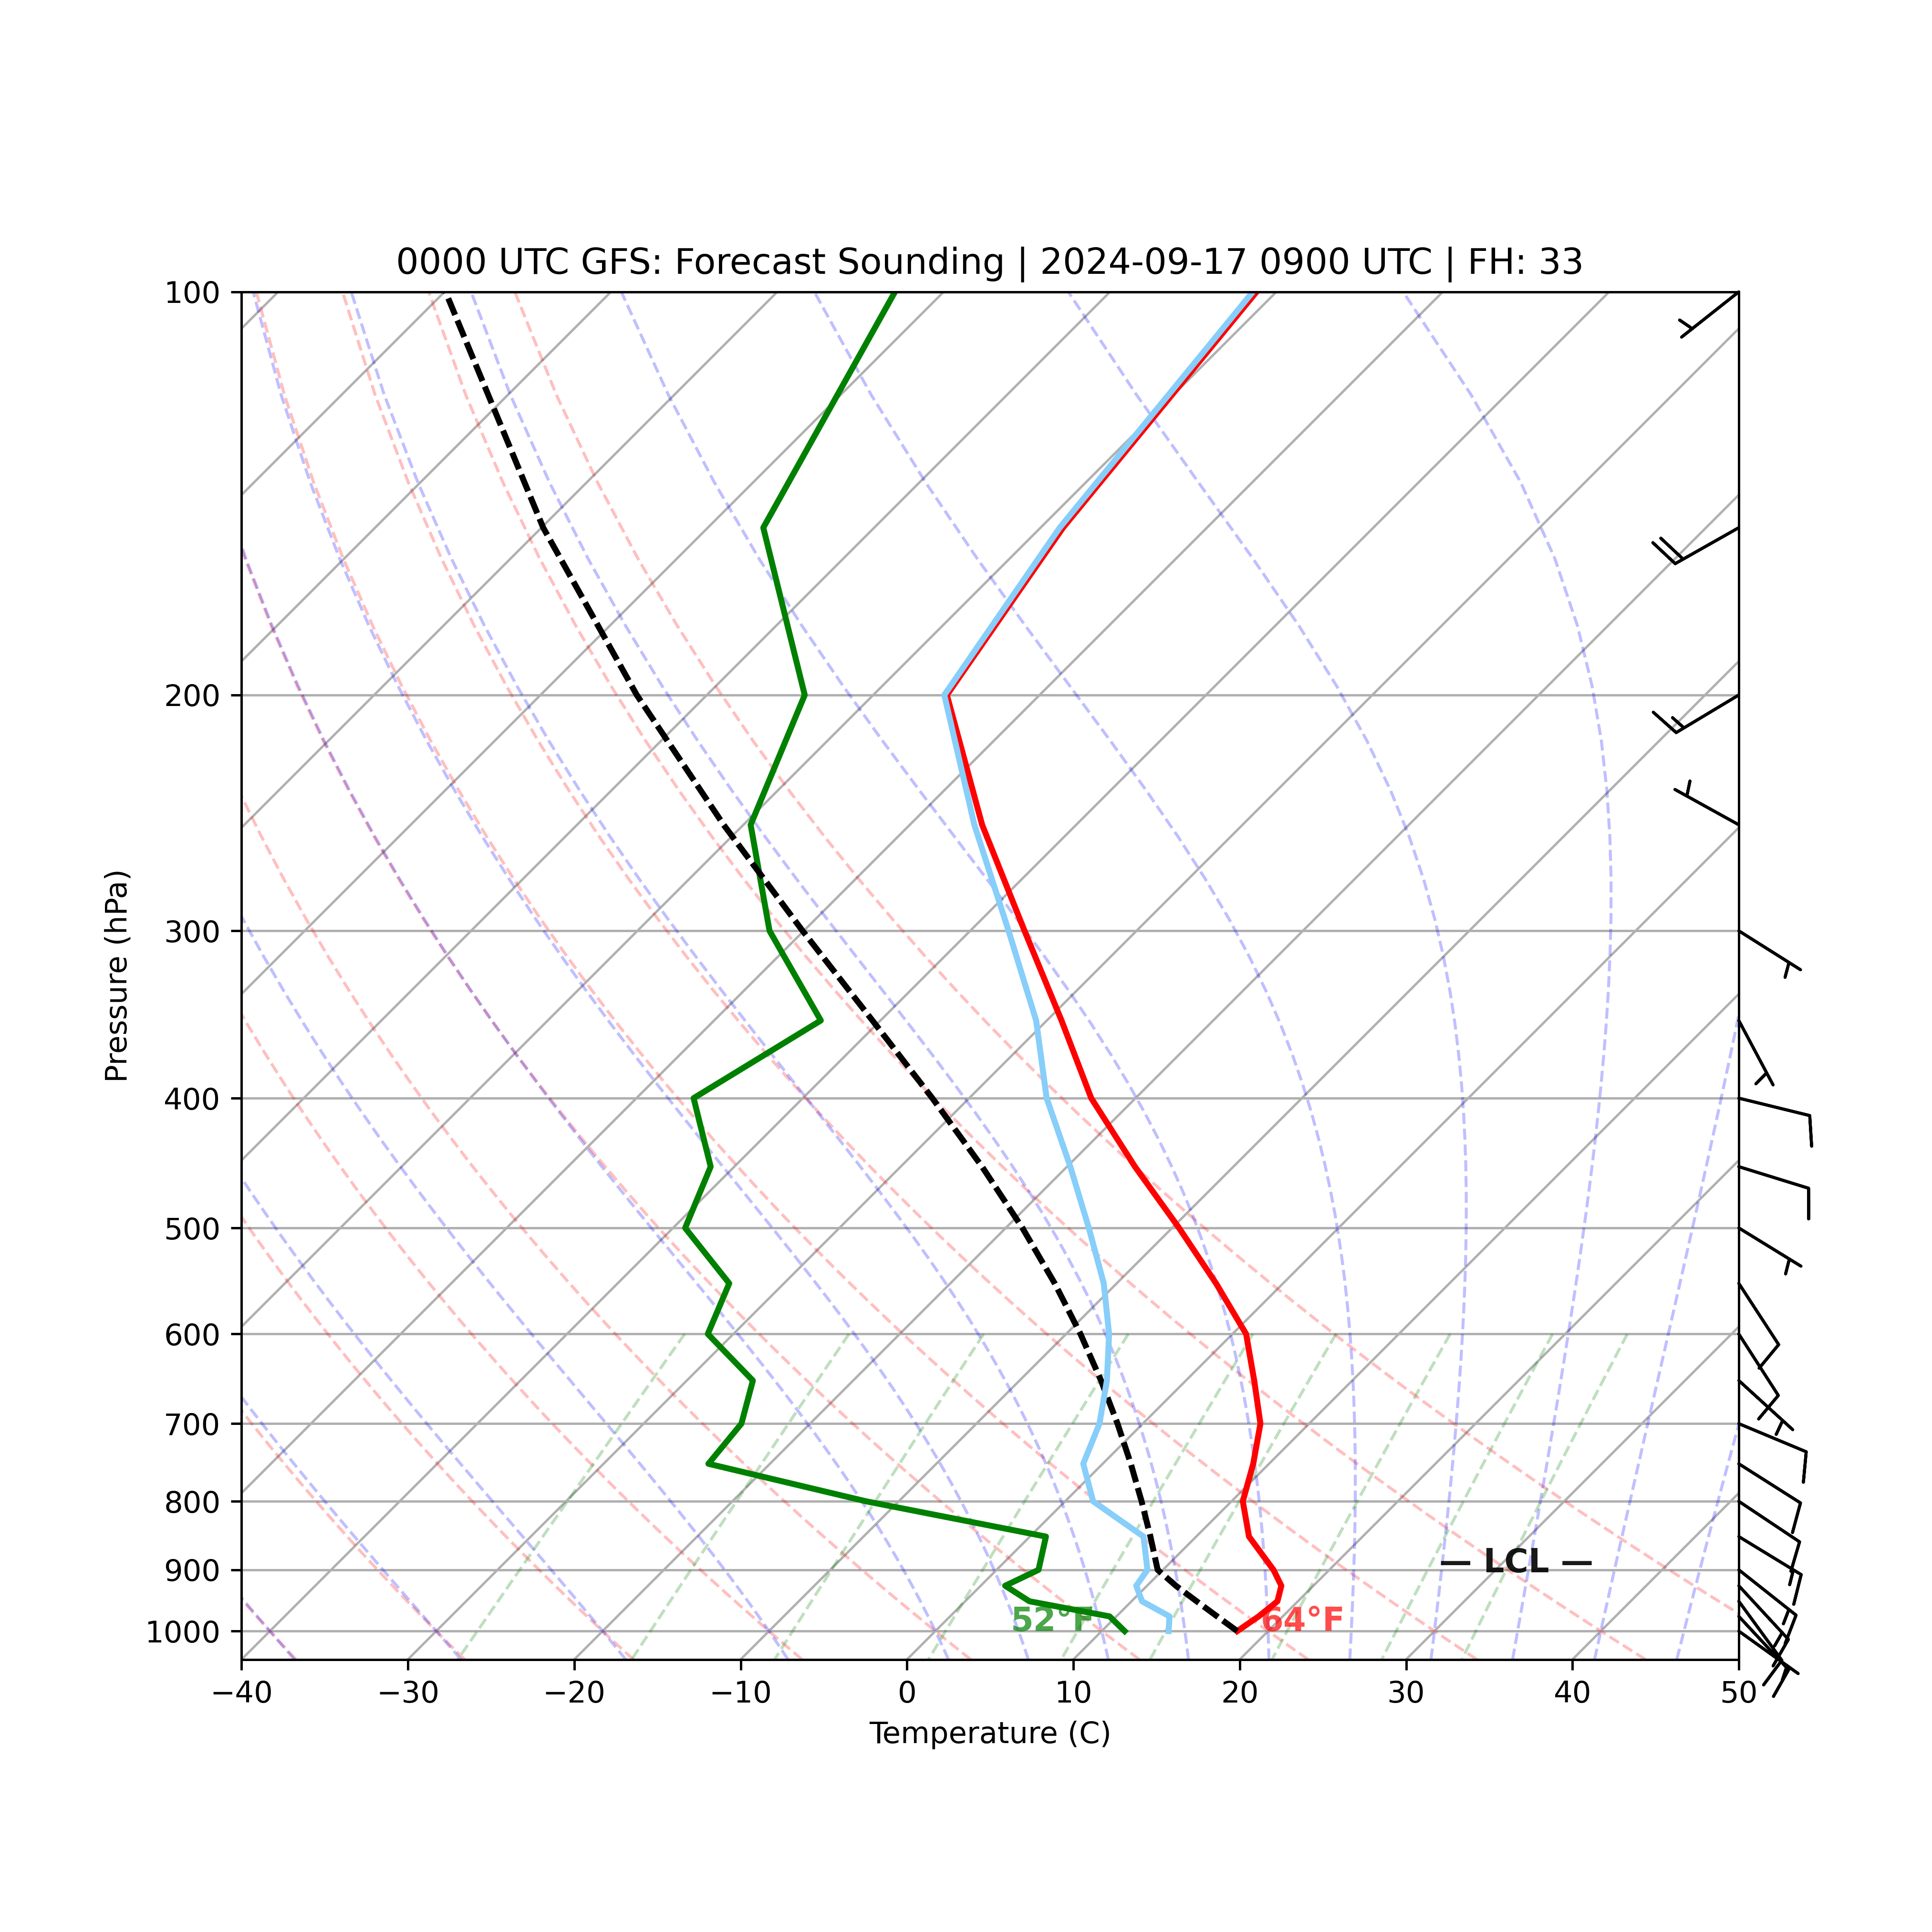 0000 UTC GFS: Forecast Sounding | 2024-09-17 0900 UTC | FH: 33
100
200
300
400
500
600
700
800
900
1000
Pressure (hPa)
— LCL —
52°F
64°F
−40 −30 −20 −10 0 10 20 30 40 50
Temperature (C)